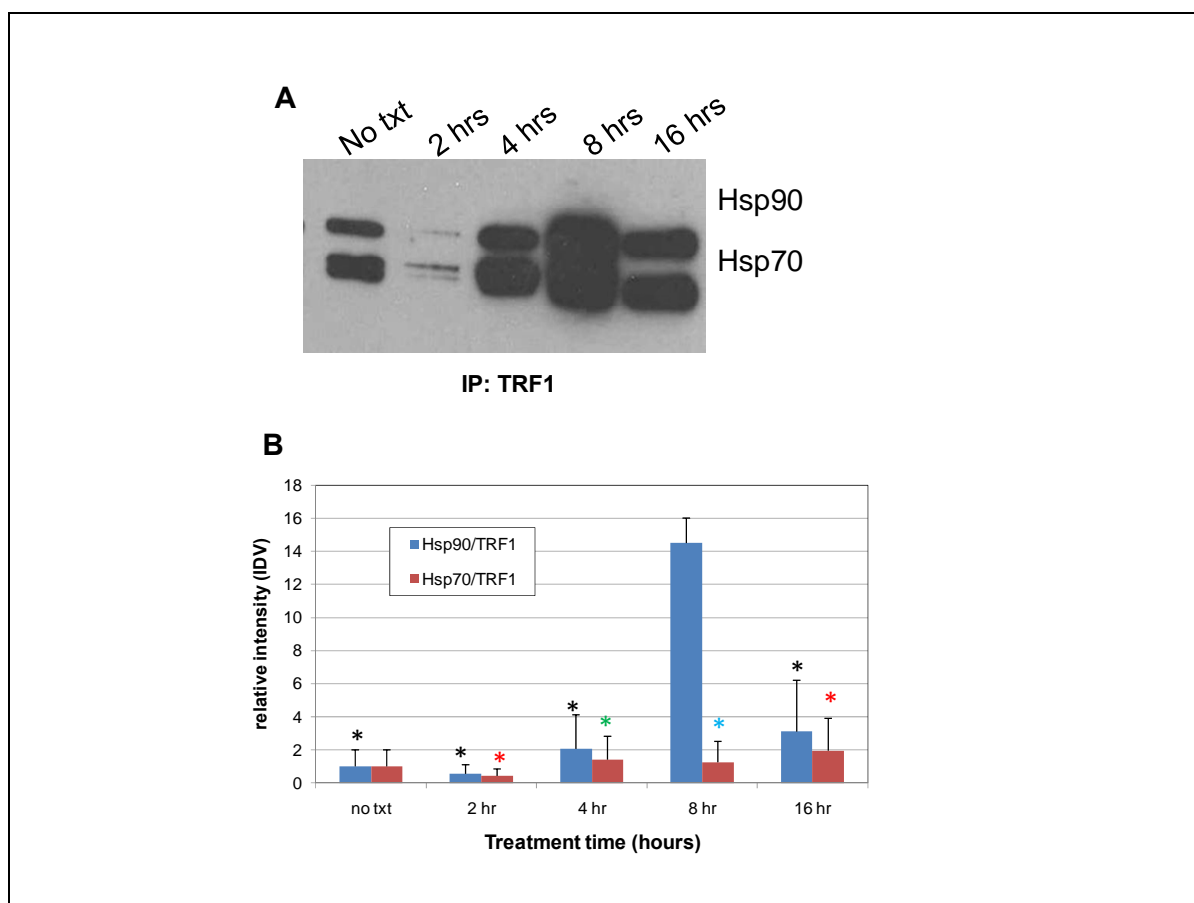 A
No txt 2 hrs 4 hrs 8 hrs 16 hrs
Hsp90
Hsp70
IP: TRF1
B
relative intensity (IDV)
18
16
14
12
10
8
6
4
2
0
Hsp90/TRF1
Hsp70/TRF1
* * * * * * * *
no txt 2 hr 4 hr 8 hr 16 hr
Treatment time (hours)